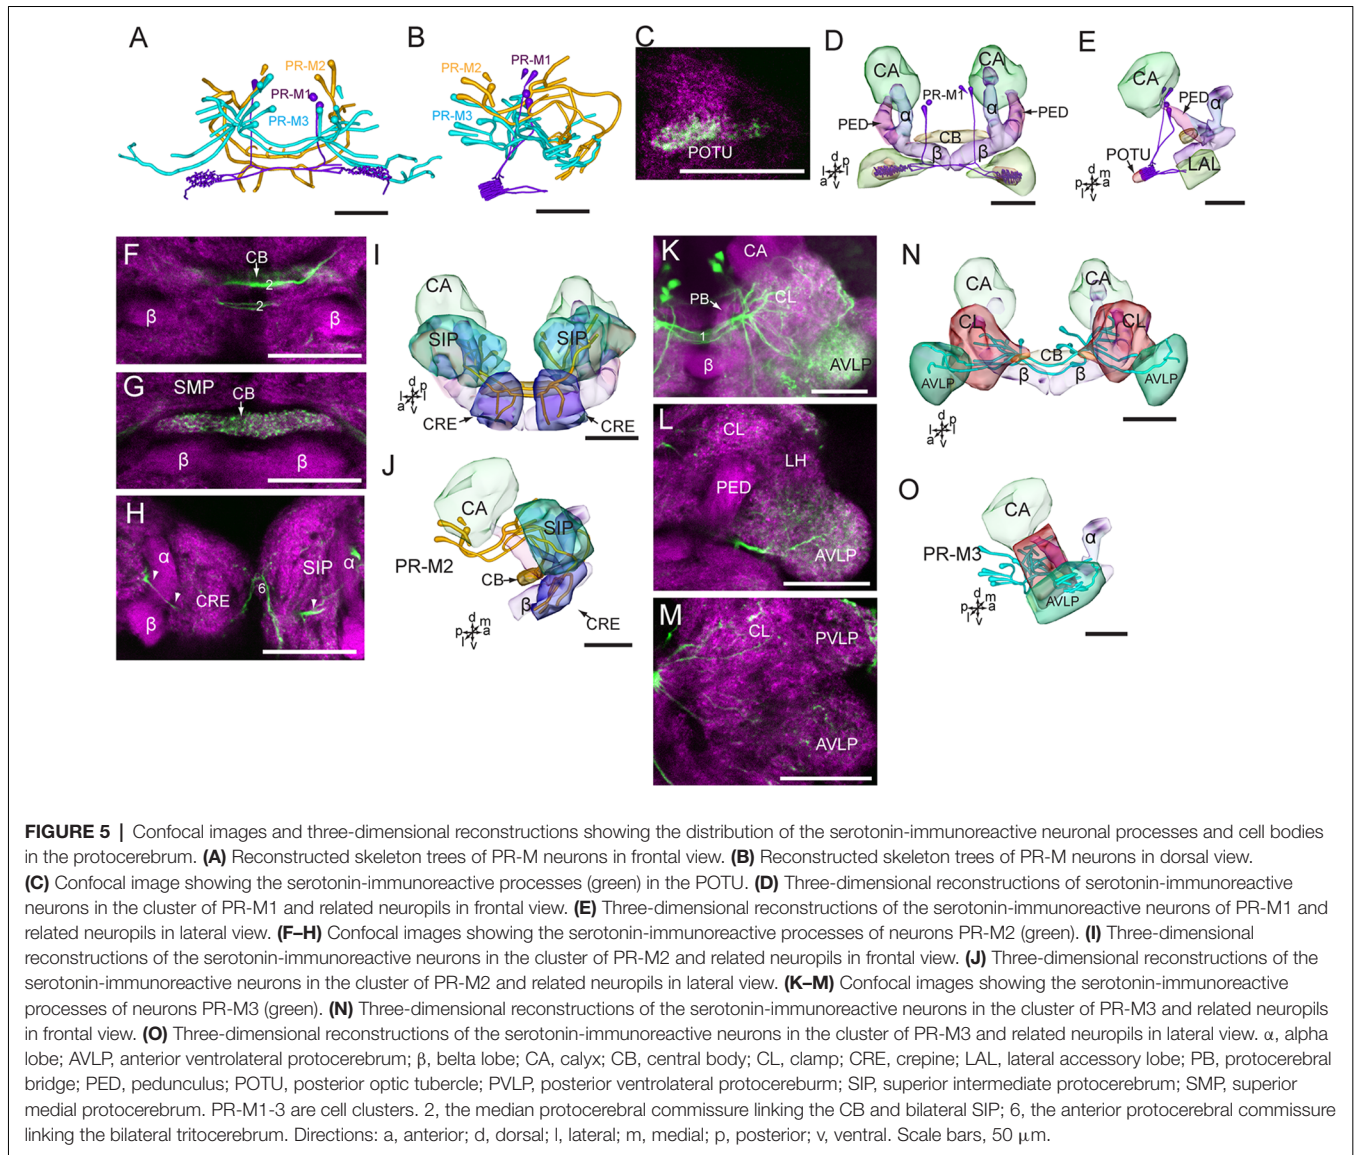 A
PR-M2
PR-M1
PR-M3
B
PR-M1
PR-M2
PR-M3
C
POTU
D
CA
CA
PR-M1
α
α
PED
PED
CB
β
β
d
p
l
l
a
v
E
CA
PED
α
POTU
LAL
d
m
p
a
l
v
F
CB
2
2
β
β
G
SMP
CB
β
β
H
α
SIP
α
6
CRE
β
I
CA
SIP
SIP
d
p
l
l
a
v
CRE
CRE
J
CA
SIP
PR-M2
CB
β
CRE
d
m
p
a
l
v
K
CA
PB
CL
1
β
AVLP
L
CL
LH
PED
AVLP
M
CL
PVLP
AVLP
N
CA
CA
CL
CL
CB
AVLP
β
β
AVLP
d
p
l
l
a
v
O
CA
α
PR-M3
AVLP
d
m
p
a
l
v
FIGURE 5 | Confocal images and three-dimensional reconstructions showing the distribution of the serotonin-immunoreactive neuronal processes and cell bodies
in the protocerebrum. (A) Reconstructed skeleton trees of PR-M neurons in frontal view. (B) Reconstructed skeleton trees of PR-M neurons in dorsal view.
(C) Confocal image showing the serotonin-immunoreactive processes (green) in the POTU. (D) Three-dimensional reconstructions of serotonin-immunoreactive
neurons in the cluster of PR-M1 and related neuropils in frontal view. (E) Three-dimensional reconstructions of the serotonin-immunoreactive neurons of PR-M1 and
related neuropils in lateral view. (F–H) Confocal images showing the serotonin-immunoreactive processes of neurons PR-M2 (green). (I) Three-dimensional
reconstructions of the serotonin-immunoreactive neurons in the cluster of PR-M2 and related neuropils in frontal view. (J) Three-dimensional reconstructions of the
serotonin-immunoreactive neurons in the cluster of PR-M2 and related neuropils in lateral view. (K–M) Confocal images showing the serotonin-immunoreactive
processes of neurons PR-M3 (green). (N) Three-dimensional reconstructions of the serotonin-immunoreactive neurons in the cluster of PR-M3 and related neuropils
in frontal view. (O) Three-dimensional reconstructions of the serotonin-immunoreactive neurons in the cluster of PR-M3 and related neuropils in lateral view. α, alpha
lobe; AVLP, anterior ventrolateral protocerebrum; β, belta lobe; CA, calyx; CB, central body; CL, clamp; CRE, crepine; LAL, lateral accessory lobe; PB, protocerebral
bridge; PED, pedunculus; POTU, posterior optic tubercle; PVLP, posterior ventrolateral protocereburm; SIP, superior intermediate protocerebrum; SMP, superior
medial protocerebrum. PR-M1-3 are cell clusters. 2, the median protocerebral commissure linking the CB and bilateral SIP; 6, the anterior protocerebral commissure
linking the bilateral tritocerebrum. Directions: a, anterior; d, dorsal; l, lateral; m, medial; p, posterior; v, ventral. Scale bars, 50 μm.